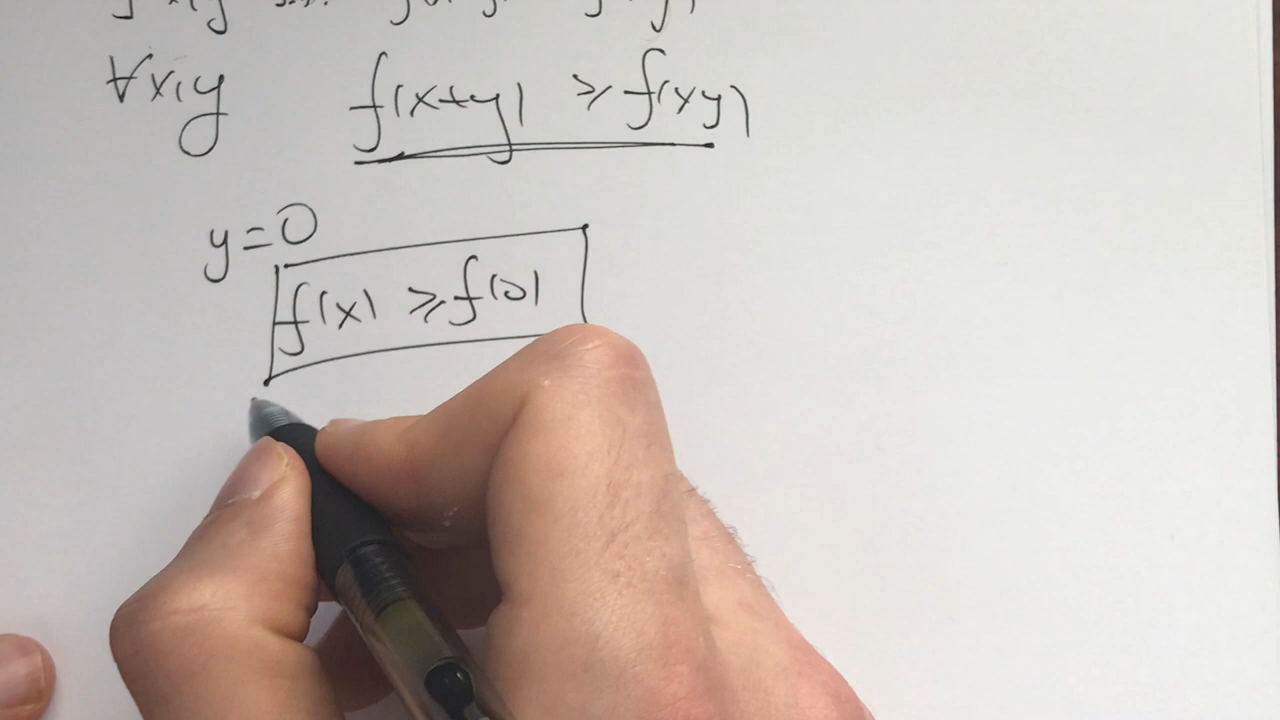 ∀x,y f(x+y) ≥ f(xy)
y=0
f(x) ≥ f(0)